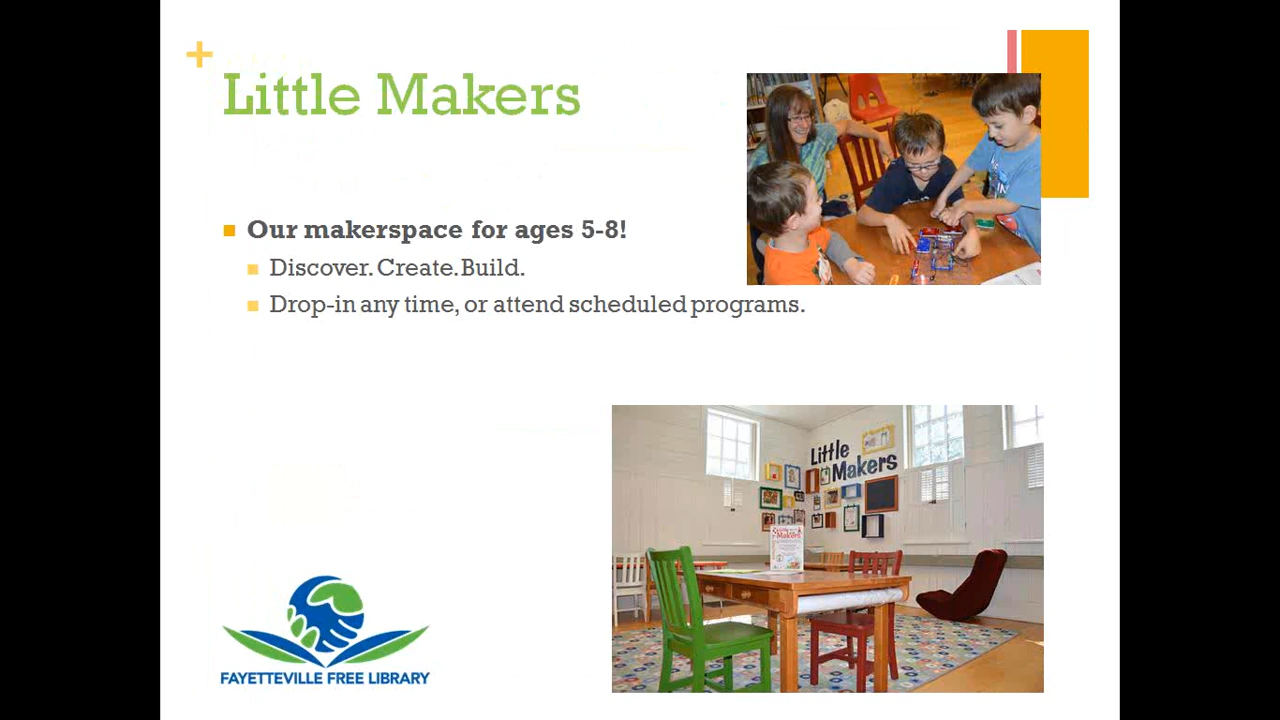 Little Makers
Our makerspace for ages 5-8!
Discover. Create. Build.
Drop-in any time, or attend scheduled programs.
Little
Makers
Makers
FAYETTEVILLE FREE LIBRARY